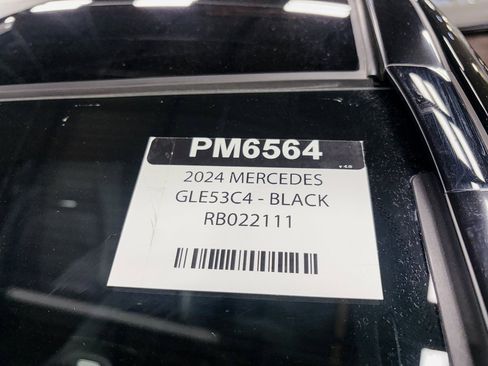 PM6564
v 4.0
2024 MERCEDES
GLE53C4 - BLACK
RB022111